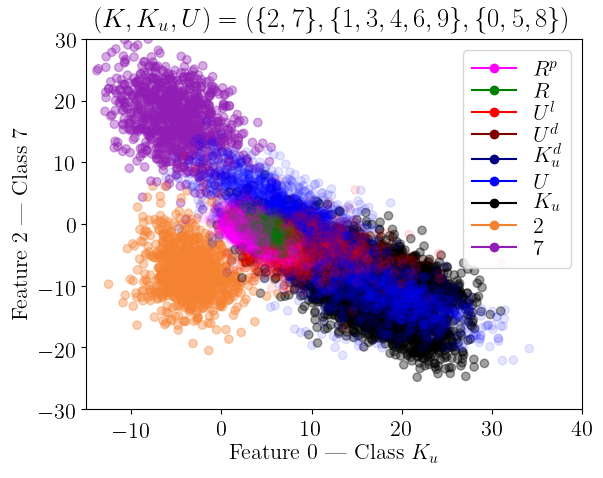 (K, K_u, U) = ({2, 7}, {1, 3, 4, 6, 9}, {0, 5, 8})
R^p
R
U^l
U^d
K_u^d
U
K_u
2
7
Feature 2 — Class 7
30
20
10
0
−10
−20
−30
−10 0 10 20 30 40
Feature 0 — Class K_u